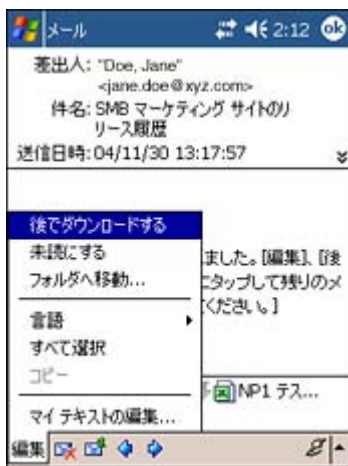 メール 2:12 ok
差出人: "Doe, Jane"
<jane.doe@xyz.com>
件名: SMB マーケティング サイトのリ
リース履歴
送信日時: 04/11/30 13:17:57
後でダウンロードする
未読にする
フォルダへ移動...
言語
すべて選択
コピー
マイ テキストの編集...
ました。[編集]、[後
にタップして残りのメ
ください。]
NP1 テス...
編集